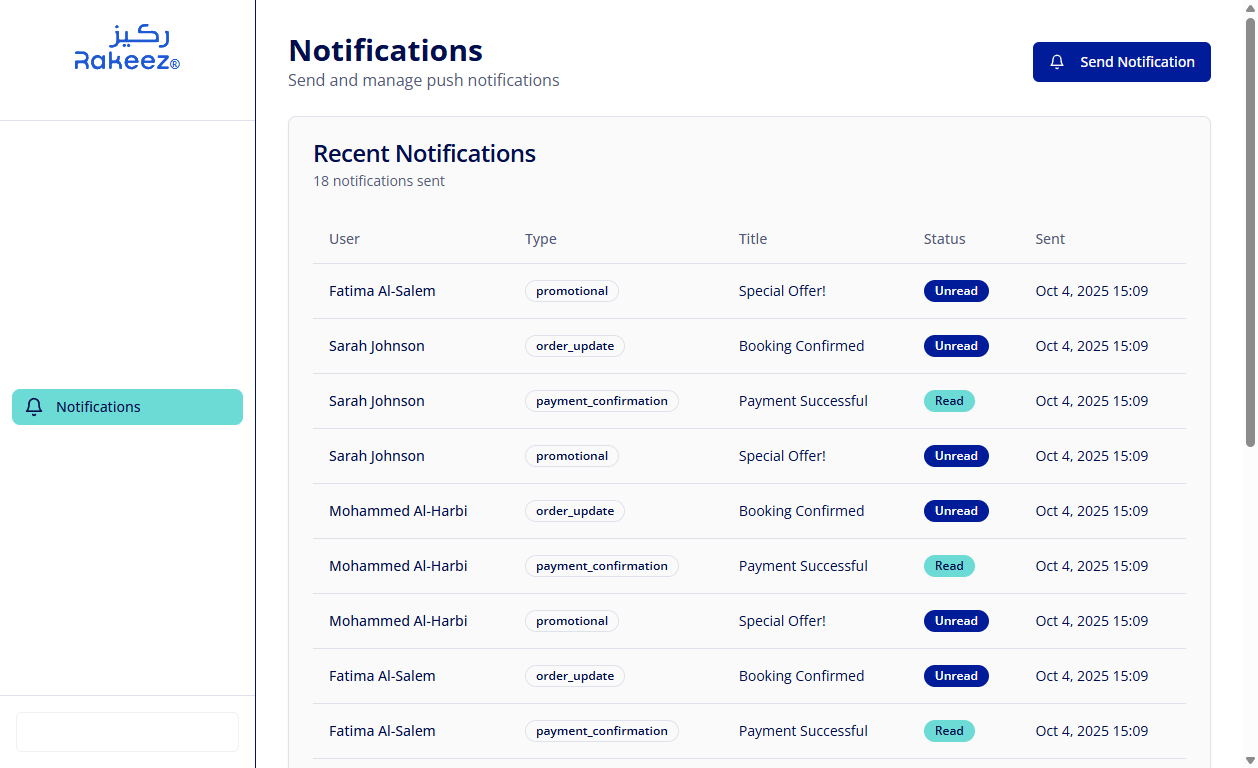 ركيز
Rakeez®
Notifications
Notifications
Send and manage push notifications
Send Notification
Recent Notifications
18 notifications sent
User Type Title Status Sent
Fatima Al-Salem promotional Special Offer! Unread Oct 4, 2025 15:09
Sarah Johnson order_update Booking Confirmed Unread Oct 4, 2025 15:09
Sarah Johnson payment_confirmation Payment Successful Read Oct 4, 2025 15:09
Sarah Johnson promotional Special Offer! Unread Oct 4, 2025 15:09
Mohammed Al-Harbi order_update Booking Confirmed Unread Oct 4, 2025 15:09
Mohammed Al-Harbi payment_confirmation Payment Successful Read Oct 4, 2025 15:09
Mohammed Al-Harbi promotional Special Offer! Unread Oct 4, 2025 15:09
Fatima Al-Salem order_update Booking Confirmed Unread Oct 4, 2025 15:09
Fatima Al-Salem payment_confirmation Payment Successful Read Oct 4, 2025 15:09